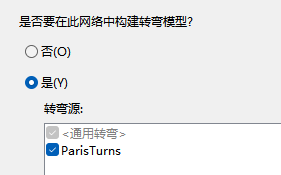 是否要在此网络中构建转弯模型?
否(O)
是(Y)
转弯源:
<通用转弯>
ParisTurns